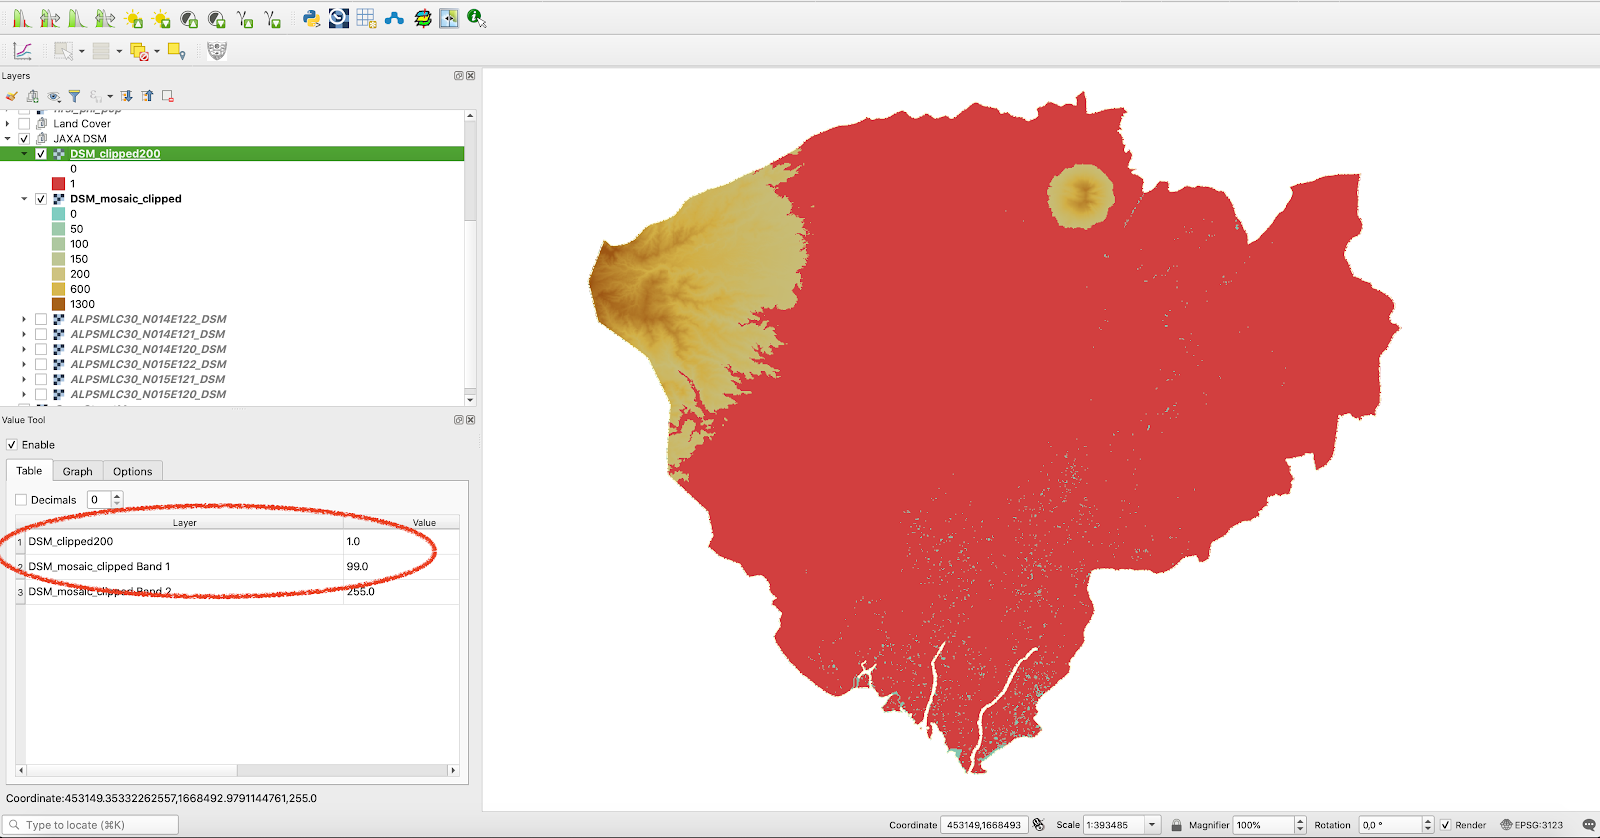 Layers
Land Cover
JAXA DSM
DSM_clipped200
0
1
DSM_mosaic_clipped
0
50
100
150
200
600
1300
ALPSMLC30_N014E122_DSM
ALPSMLC30_N014E121_DSM
ALPSMLC30_N014E120_DSM
ALPSMLC30_N015E122_DSM
ALPSMLC30_N015E121_DSM
ALPSMLC30_N015E120_DSM
Value Tool
Enable
Table Graph Options
Decimals 0
Layer Value
1 DSM_clipped200 1.0
2 DSM_mosaic_clipped Band 1 99.0
3 DSM_mosaic_clipped Band 2 255.0
Coordinate:453149.35332262557,1668492.9791144761,255.0
Type to locate (⌘K) Coordinate 453149,1668493 Scale 1:393485 Magnifier 100% Rotation 0,0 ° Render EPSG:3123